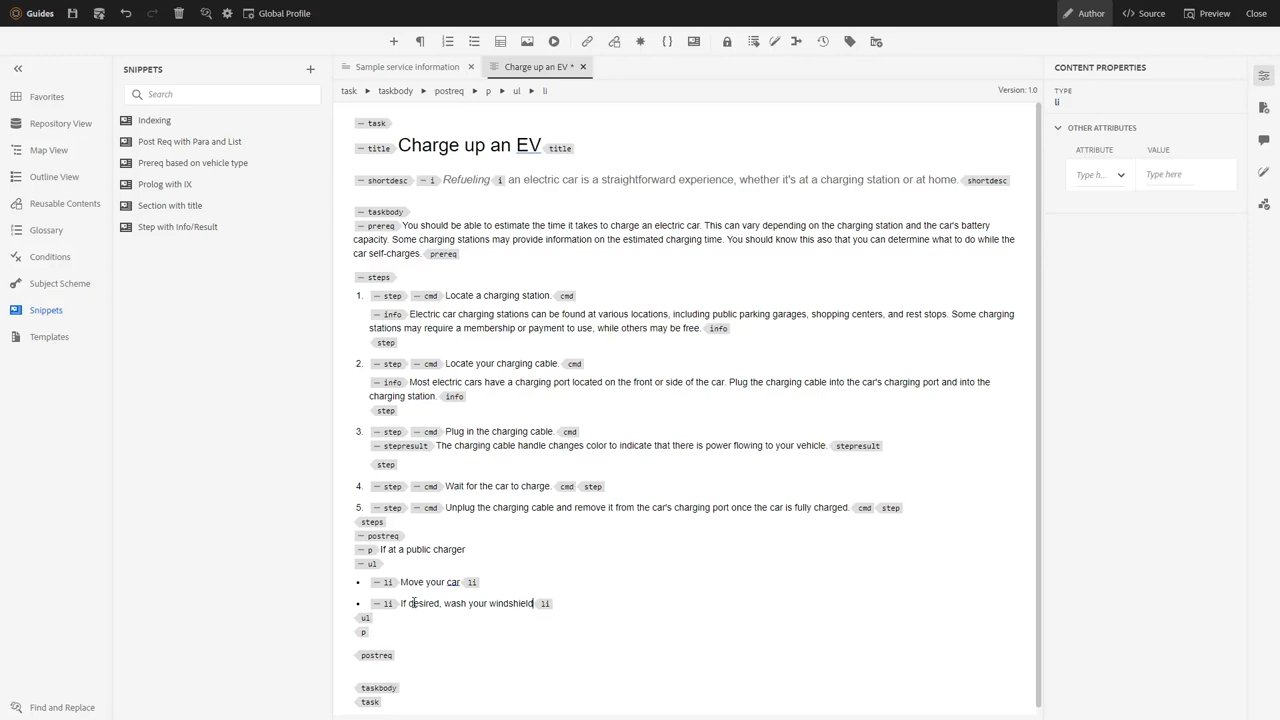 Guides
Global Profile
Author
Source
Preview
Close
SNIPPETS
Sample service information
Charge up an EV *
CONTENT PROPERTIES
Favorites
Search
task taskbody postreq p ul li
Version: 1.0
TYPE
li
Repository View
Indexing
task
OTHER ATTRIBUTES
Map View
Post Req with Para and List
title Charge up an EV title
ATTRIBUTE VALUE
Outline View
Prereq based on vehicle type
Type h... Type here
Reusable Contents
Prolog with IX
shortdesc i Refueling i an electric car is a straightforward experience, whether it's at a charging station or at home. shortdesc
Glossary
Section with title
taskbody
Conditions
Step with Info/Result
prereq You should be able to estimate the time it takes to charge an electric car. This can vary depending on the charging station and the car's battery
capacity. Some charging stations may provide information on the estimated charging time. You should know this aso that you can determine what to do while the
car self-charges. prereq
Subject Scheme
steps
Snippets
1. step cmd Locate a charging station. cmd
Templates
info Electric car charging stations can be found at various locations, including public parking garages, shopping centers, and rest stops. Some charging
stations may require a membership or payment to use, while others may be free. info
step
2. step cmd Locate your charging cable. cmd
info Most electric cars have a charging port located on the front or side of the car. Plug the charging cable into the car's charging port and into the
charging station. info
step
3. step cmd Plug in the charging cable. cmd
stepresult The charging cable handle changes color to indicate that there is power flowing to your vehicle. stepresult
step
4. step cmd Wait for the car to charge. cmd step
5. step cmd Unplug the charging cable and remove it from the car's charging port once the car is fully charged. cmd step
steps
postreq
p If at a public charger
ul
• li Move your car li
• li If desired, wash your windshield li
ul
p
postreq
taskbody
task
Find and Replace